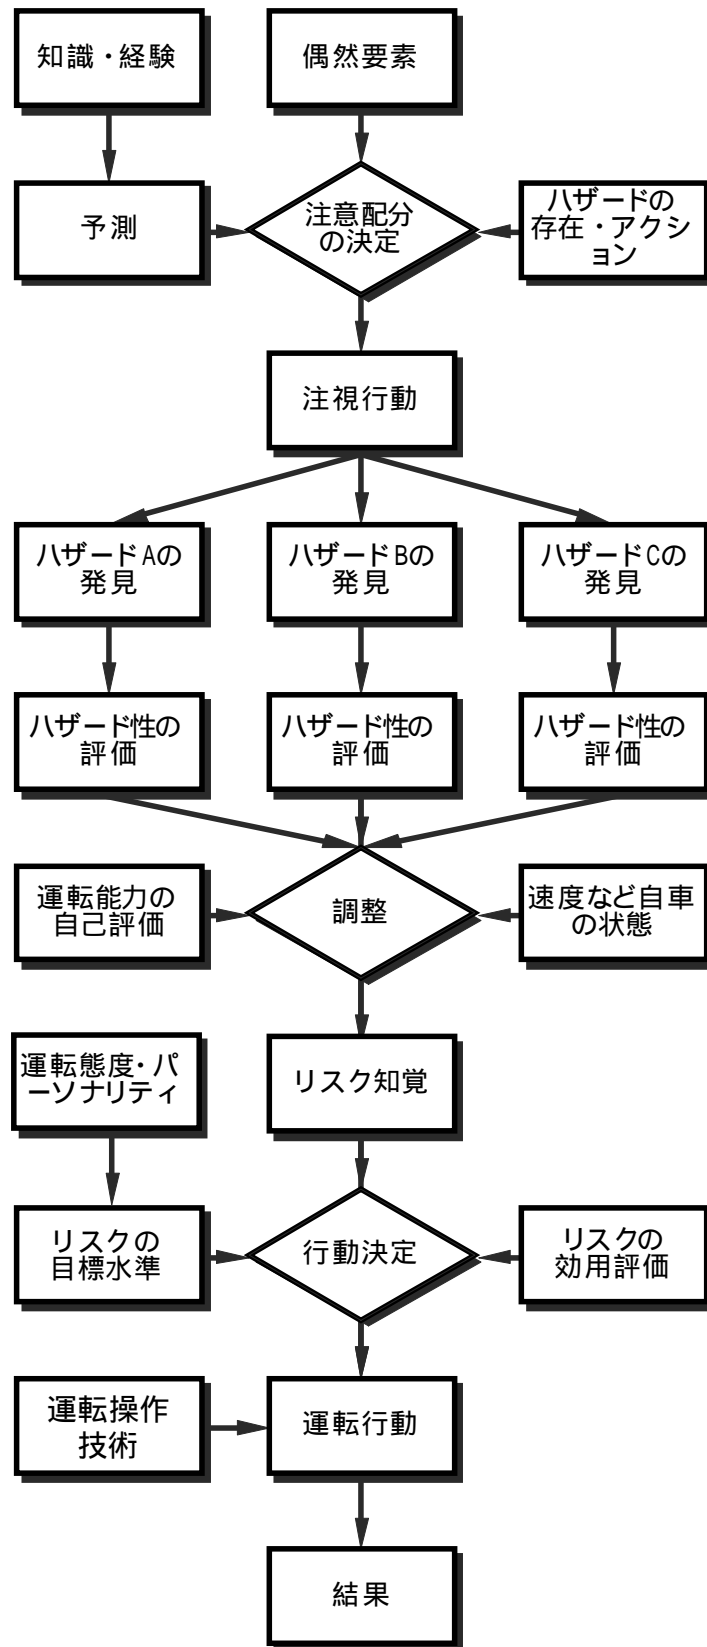 知識・経験
偶然要素
予測
注意配分
の決定
ハザードの
存在・アクシ
ョン
注視行動
ハザードAの
発見
ハザードBの
発見
ハザードCの
発見
ハザード性の
評価
ハザード性の
評価
ハザード性の
評価
運転能力の
自己評価
調整
速度など自車
の状態
運転態度・パ
ーソナリティ
リスク知覚
リスクの
目標水準
行動決定
リスクの
効用評価
運転操作
技術
運転行動
結果